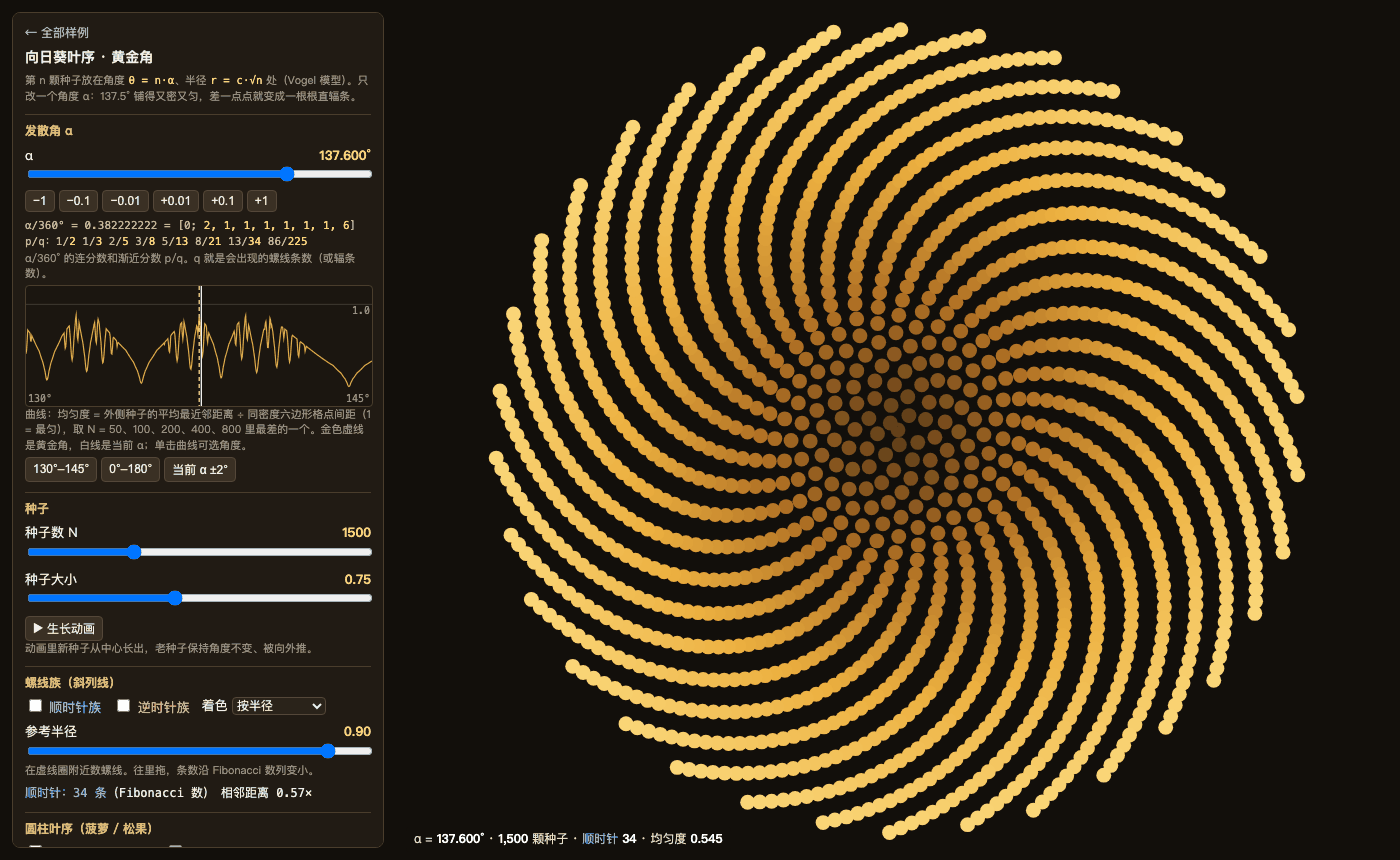 ← 全部样例
向日葵叶序 · 黄金角
第 n 颗种子放在角度 θ = n·α、半径 r = c·√n 处（Vogel 模型）。只
改一个角度 α：137.5° 铺得又密又匀，差一点点就变成一根根直辐条。
发散角 α
α 137.600°
−1 −0.1 −0.01 +0.01 +0.1 +1
α/360° = 0.382222222 = [0; 2, 1, 1, 1, 1, 1, 1, 6]
p/q: 1/2 1/3 2/5 3/8 5/13 8/21 13/34 86/225
α/360° 的连分数和渐近分数 p/q。q 就是会出现的螺线条数（或辐条
数）。
1.0
130° 145°
曲线：均匀度 = 外侧种子的平均最近邻距离 ÷ 同密度六边形格点间距（1
= 最匀），取 N = 50、100、200、400、800 里最差的一个。金色虚线
是黄金角，白线是当前 α；单击曲线可选角度。
130°–145° 0°–180° 当前 α ±2°
种子
种子数 N 1500
种子大小 0.75
▶ 生长动画
动画里新种子从中心长出，老种子保持角度不变、被向外推。
螺线族（斜列线）
顺时针族 逆时针族 着色 按半径
参考半径 0.90
在虚线圈附近数螺线。往里拖，条数沿 Fibonacci 数列变小。
顺时针：34 条 (Fibonacci 数) 相邻距离 0.57×
圆柱叶序（菠萝 / 松果）
α = 137.600° · 1,500 颗种子 · 顺时针 34 · 均匀度 0.545